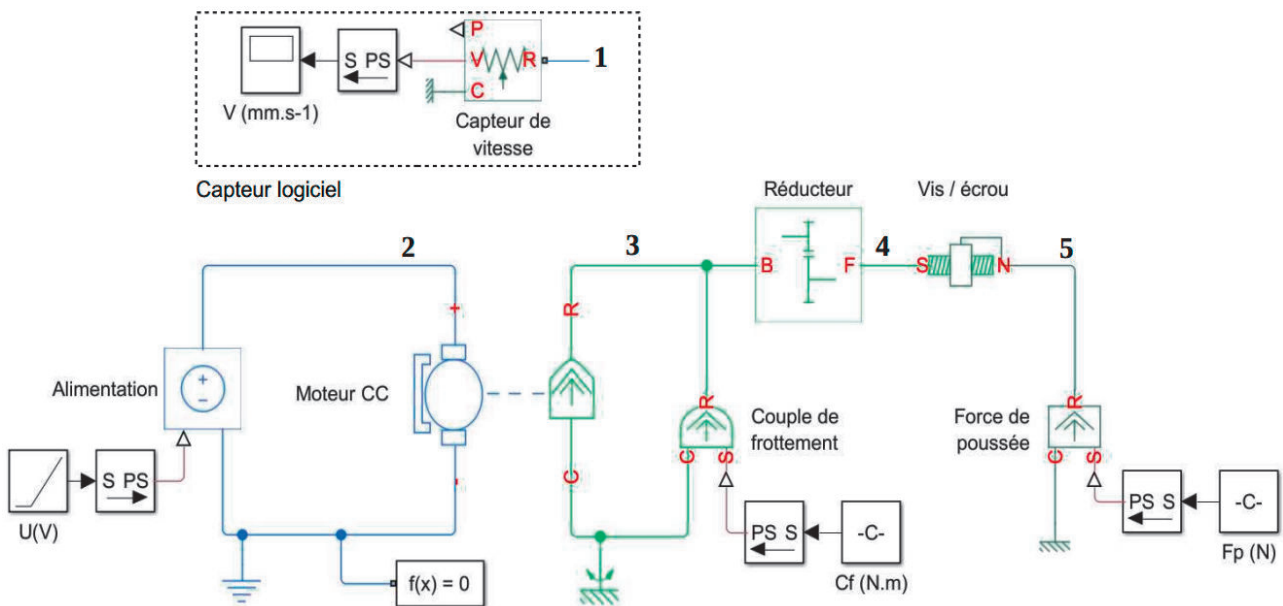 P
S PS
V
R
1
C
V (mm.s-1)
Capteur de
vitesse
Capteur logiciel
Réducteur
Vis / écrou
2
3
4
5
B
F
S
N
+
R
Alimentation
+
-
Moteur CC
R
Couple de
frottement
R
Force de
poussée
C
S
C
S
S PS
-
C
U(V)
PS S
-C-
PS S
-C-
f(x) = 0
Cf (N.m)
Fp (N)